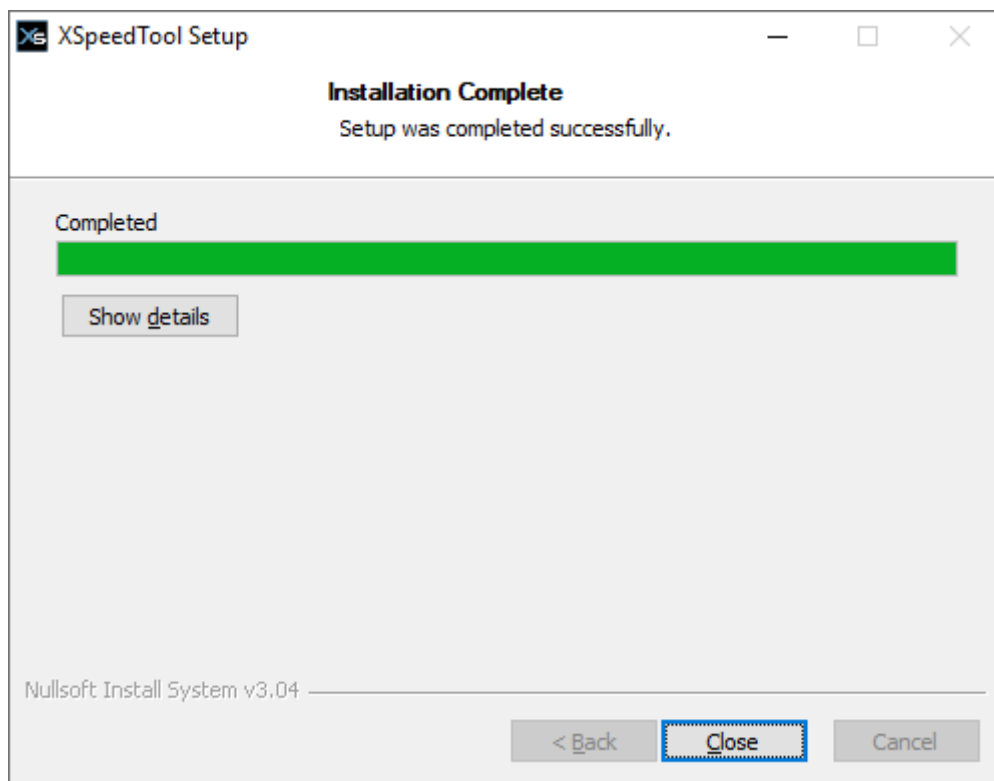 XS XSpeedTool Setup
Installation Complete
Setup was completed successfully.
Completed
Show details
Nullsoft Install System v3.04
< Back Close Cancel